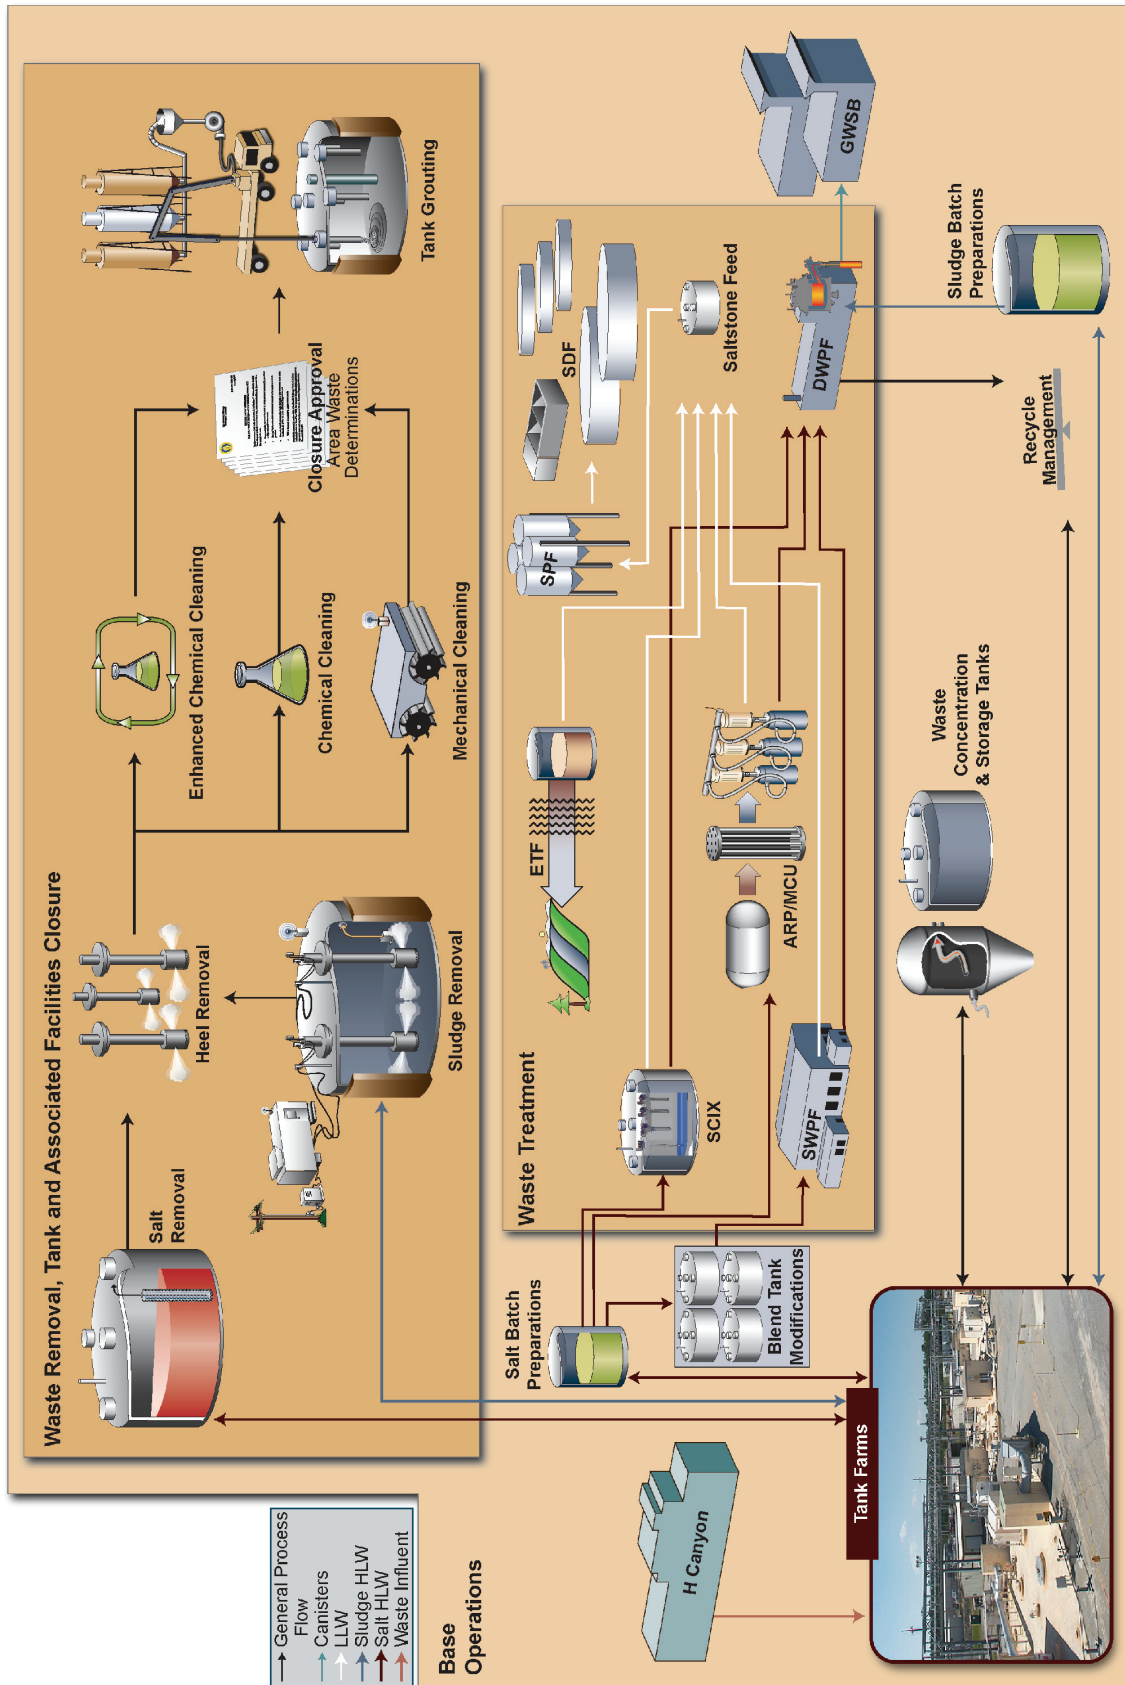 General Process
Flow
Canisters
LLW
Sludge HLW
Salt HLW
Waste Influent
Base
Operations
Waste Removal, Tank and Associated Facilities Closure
Salt
Removal
Heel Removal
Sludge Removal
Enhanced Chemical Cleaning
Chemical Cleaning
Mechanical Cleaning
Closure Approval
Area Waste
Determinations
Tank Grouting
Waste Treatment
ETF
SPF
SDF
Saltstone Feed
SCIX
ARP/MCU
SWPF
DWPF
GWSB
Salt Batch
Preparations
Blend Tank
Modifications
H Canyon
Tank Farms
Waste
Concentration
& Storage Tanks
Recycle
Management
Sludge Batch
Preparations